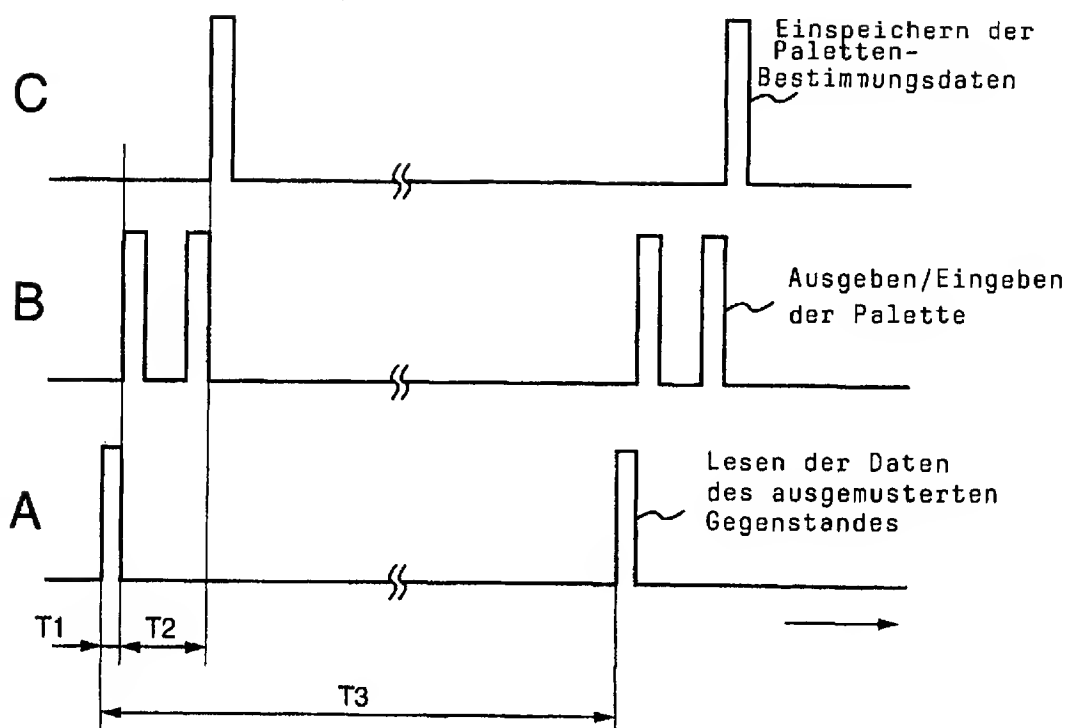 C
Einspeichern der
Paletten-
Bestimmungsdaten
B
Ausgeben/Eingeben
der Palette
A
Lesen der Daten
des ausgemusterten
Gegenstandes
T1
T2
T3